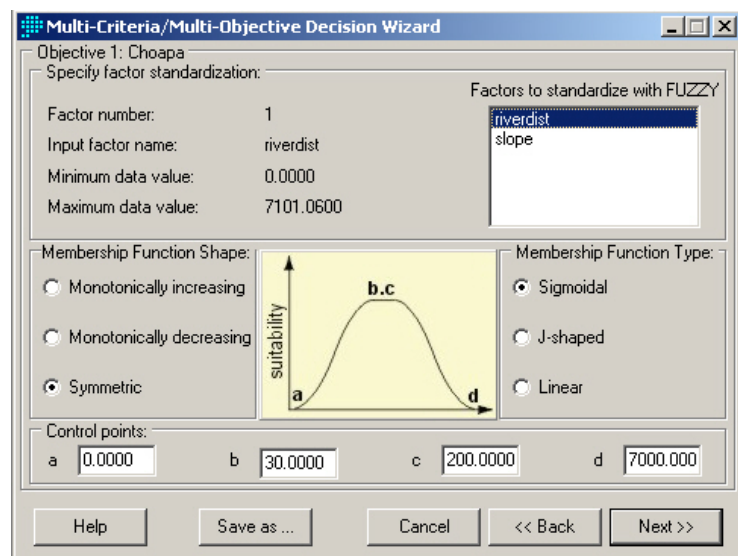 Multi-Criteria/Multi-Objective Decision Wizard
Objective 1: Choapa
Specify factor standardization:
Factors to standardize with FUZZY
Factor number: 1
riverdist
slope
Input factor name: riverdist
Minimum data value: 0.0000
Maximum data value: 7101.0600
Membership Function Shape:
Monotonically increasing
Monotonically decreasing
Symmetric
suitability
b.c
a
d
Membership Function Type:
Sigmoidal
J-shaped
Linear
Control points:
a 0.0000 b 30.0000 c 200.0000 d 7000.000
Help Save as ... Cancel << Back Next >>